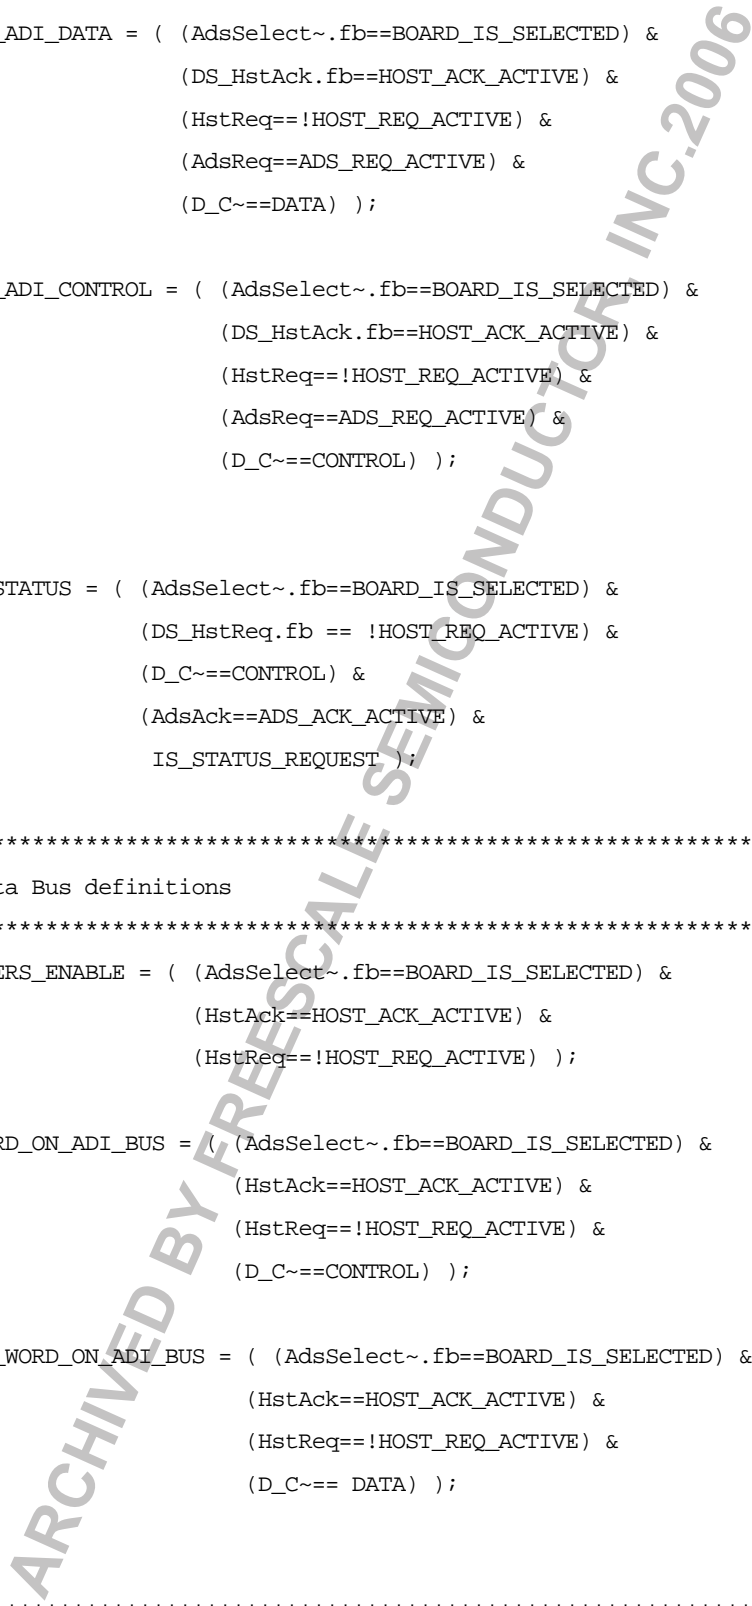 _ADI_DATA = ( (AdsSelect~.fb==BOARD_IS_SELECTED) &
(DS_HstAck.fb==HOST_ACK_ACTIVE) &
(HstReq==!HOST_REQ_ACTIVE) &
(AdsReq==ADS_REQ_ACTIVE) &
(D_C~==DATA) );
_ADI_CONTROL = ( (AdsSelect~.fb==BOARD_IS_SELECTED) &
(DS_HstAck.fb==HOST_ACK_ACTIVE) &
(HstReq==!HOST_REQ_ACTIVE) &
(AdsReq==ADS_REQ_ACTIVE) &
(D_C~==CONTROL) );
STATUS = ( (AdsSelect~.fb==BOARD_IS_SELECTED) &
(DS_HstReq.fb == !HOST_REQ_ACTIVE) &
(D_C~==CONTROL) &
(AdsAck==ADS_ACK_ACTIVE) &
IS_STATUS_REQUEST );
*********************************************************
ta Bus definitions
*********************************************************
ERS_ENABLE = ( (AdsSelect~.fb==BOARD_IS_SELECTED) &
(HstAck==HOST_ACK_ACTIVE) &
(HstReq==!HOST_REQ_ACTIVE) );
RD_ON_ADI_BUS = ( (AdsSelect~.fb==BOARD_IS_SELECTED) &
(HstAck==HOST_ACK_ACTIVE) &
(HstReq==!HOST_REQ_ACTIVE) &
(D_C~==CONTROL) );
_WORD_ON_ADI_BUS = ( (AdsSelect~.fb==BOARD_IS_SELECTED) &
(HstAck==HOST_ACK_ACTIVE) &
(HstReq==!HOST_REQ_ACTIVE) &
(D_C~== DATA) );
ARCHIVED BY FREESCALE SEMICONDUCTOR, INC.2006